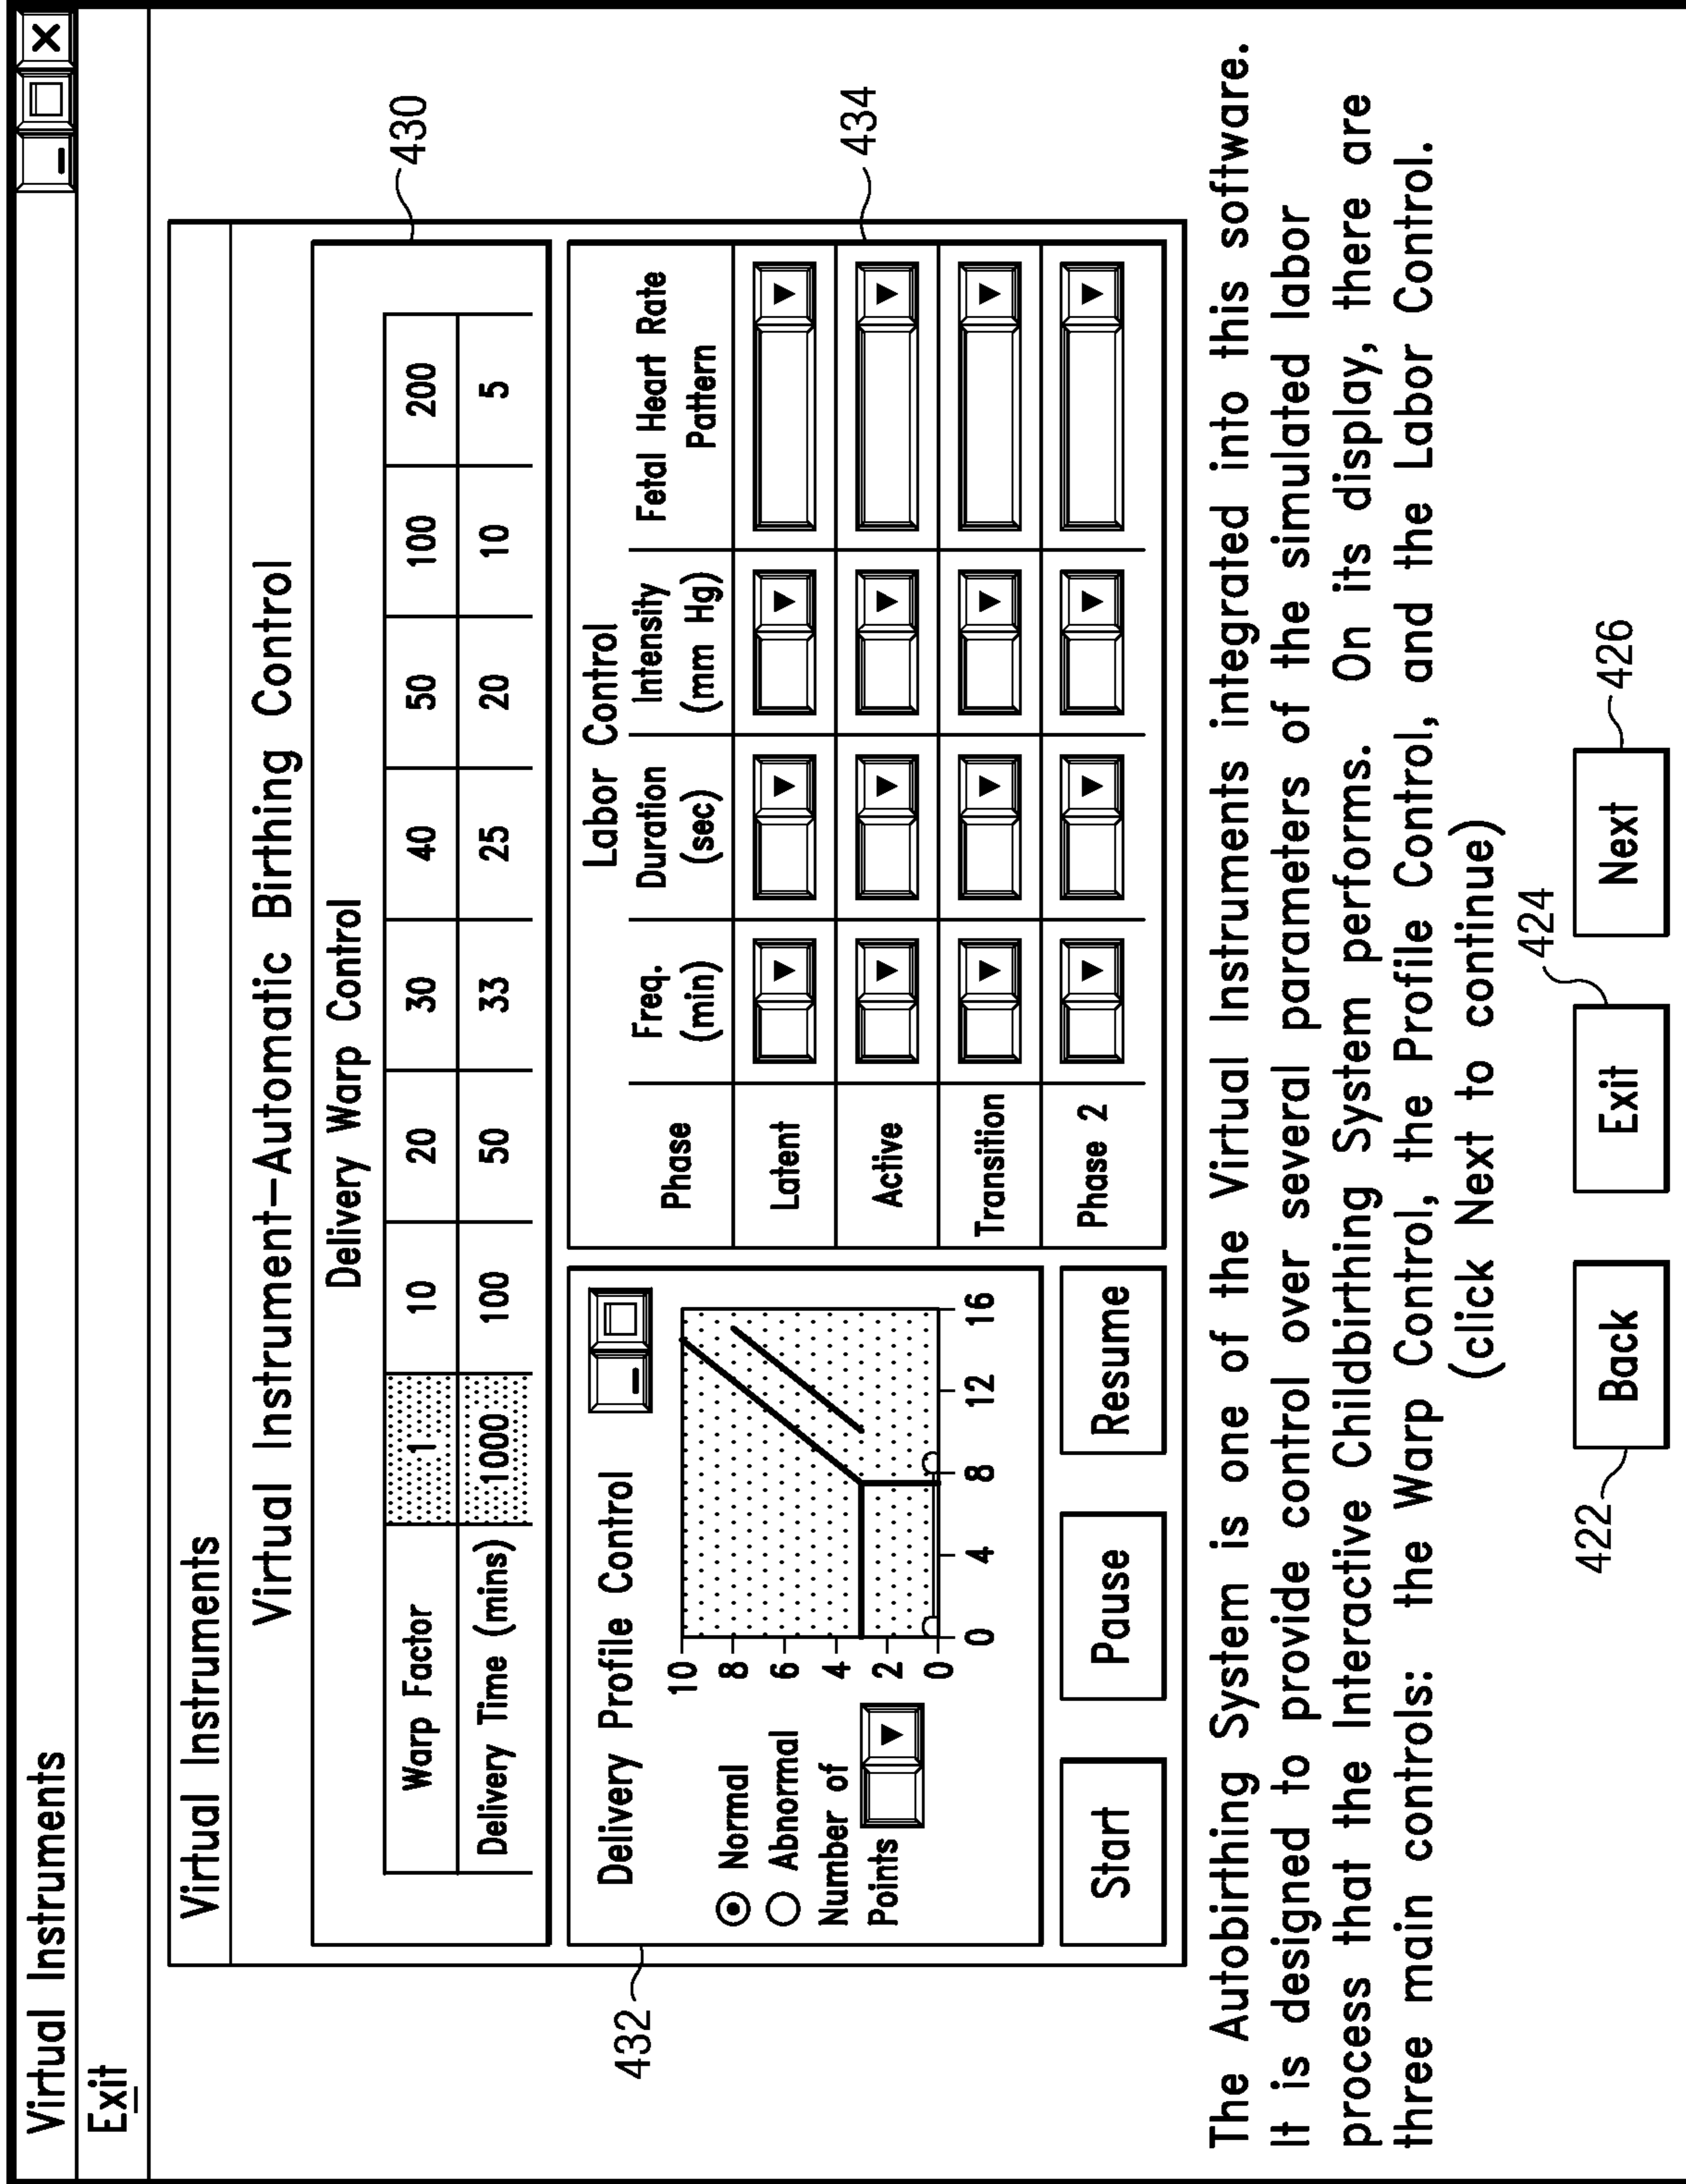 Virtual Instruments
Exit
Virtual Instruments
Virtual Instrument–Automatic Birthing Control
Delivery Warp Control
Warp Factor 1 10 20 30 40 50 100 200
Delivery Time (mins) 1000 100 50 33 25 20 10 5
430
Delivery Profile Control
Normal
Abnormal
Number of
Points
10
8
6
4
2
0
0 4 8 12 16
432
Start Pause Resume
Labor Control
Phase Freq. (min) Duration (sec) Intensity (mm Hg) Fetal Heart Rate Pattern
Latent
Active
Transition
Phase 2
434
The Autobirthing System is one of the Virtual Instruments integrated into this software.
It is designed to provide control over several parameters of the simulated labor
process that the Interactive Childbirthing System performs. On its display, there are
three main controls: the Warp Control, the Profile Control, and the Labor Control.
(click Next to continue)
422 Back Exit 424 Next 426